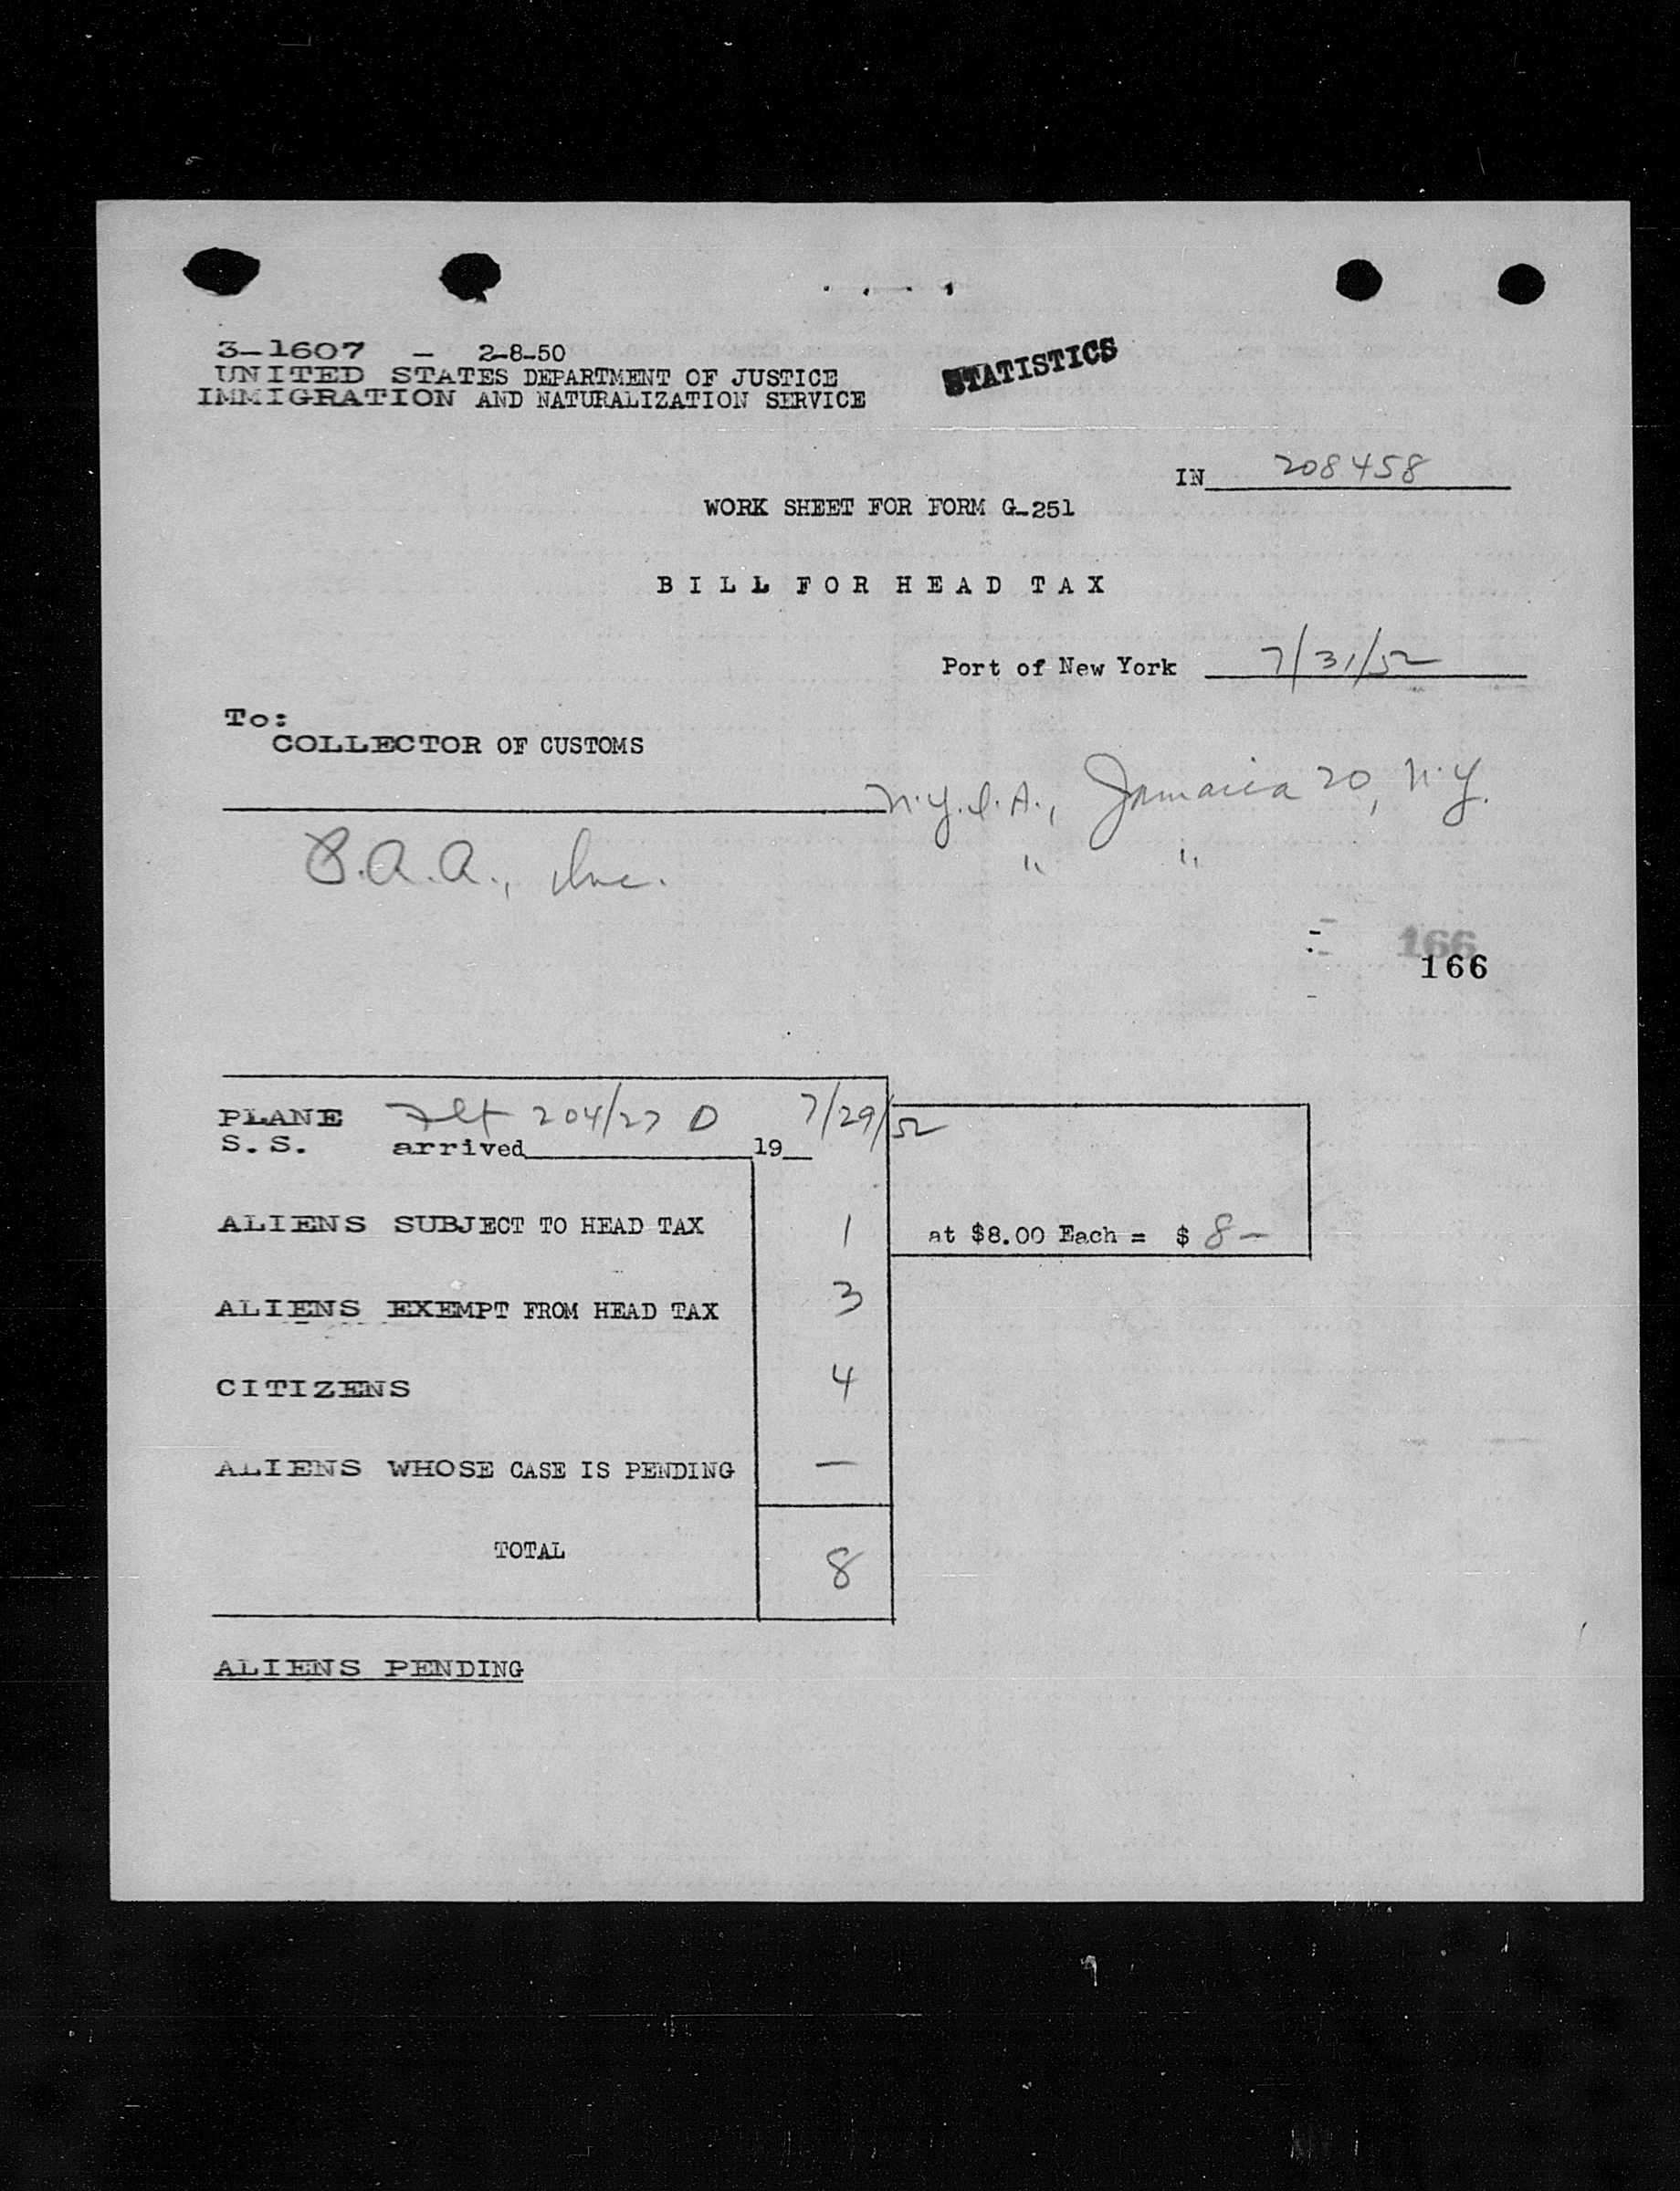 3-1607 - 2-8-50
UNITED STATES DEPARTMENT OF JUSTICE
IMMIGRATION AND NATURALIZATION SERVICE
STATISTICS
IN 208458
WORK SHEET FOR FORM G-251
BILL FOR HEAD TAX
Port of New York 7/31/52
To:
COLLECTOR OF CUSTOMS
N.Y.I.A., Jamaica 20, N.Y.
P.A.A., Inc. " "
166
166
PLANE Flt 204/27 D 7/29/52
S.S. arrived 19
ALIENS SUBJECT TO HEAD TAX 1 at $8.00 Each = $ 8-
ALIENS EXEMPT FROM HEAD TAX 3
CITIZENS 4
ALIENS WHOSE CASE IS PENDING —
TOTAL 8
ALIENS PENDING